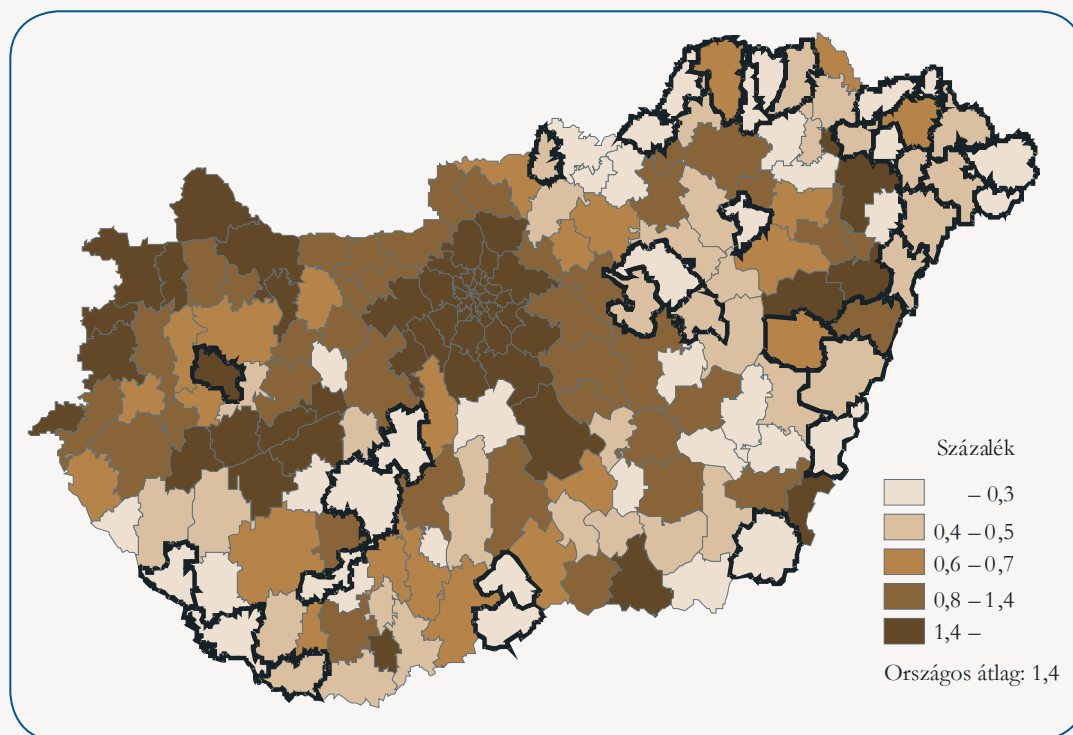 Százalék
– 0,3
0,4 – 0,5
0,6 – 0,7
0,8 – 1,4
1,4 –
Országos átlag: 1,4